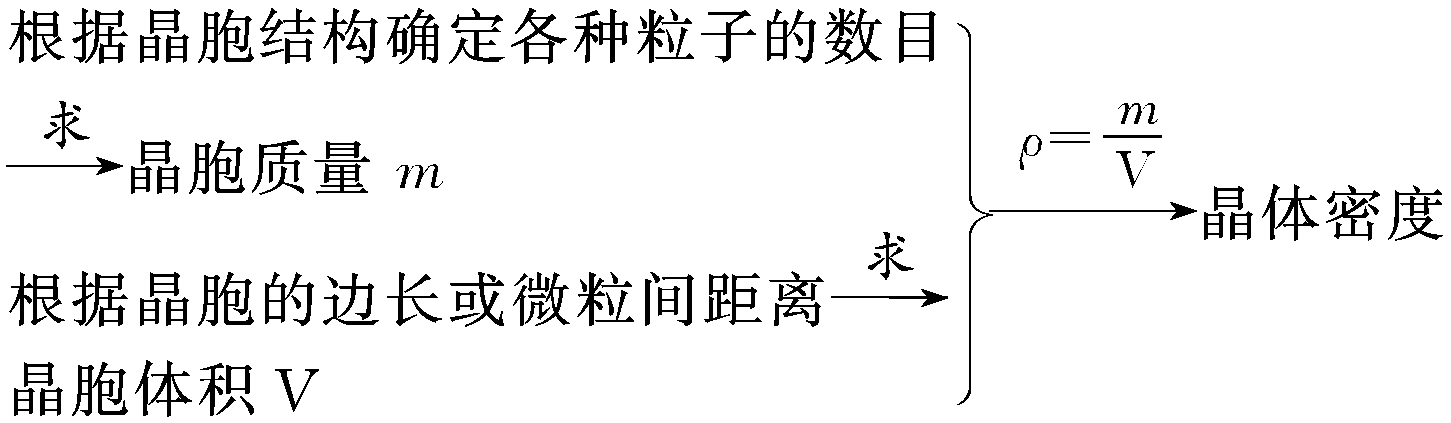 根据晶胞结构确定各种粒子的数目
求
⟶晶胞质量 m
根据晶胞的边长或微粒间距离 求⟶
晶胞体积 V
ρ=m/V
⟶晶体密度